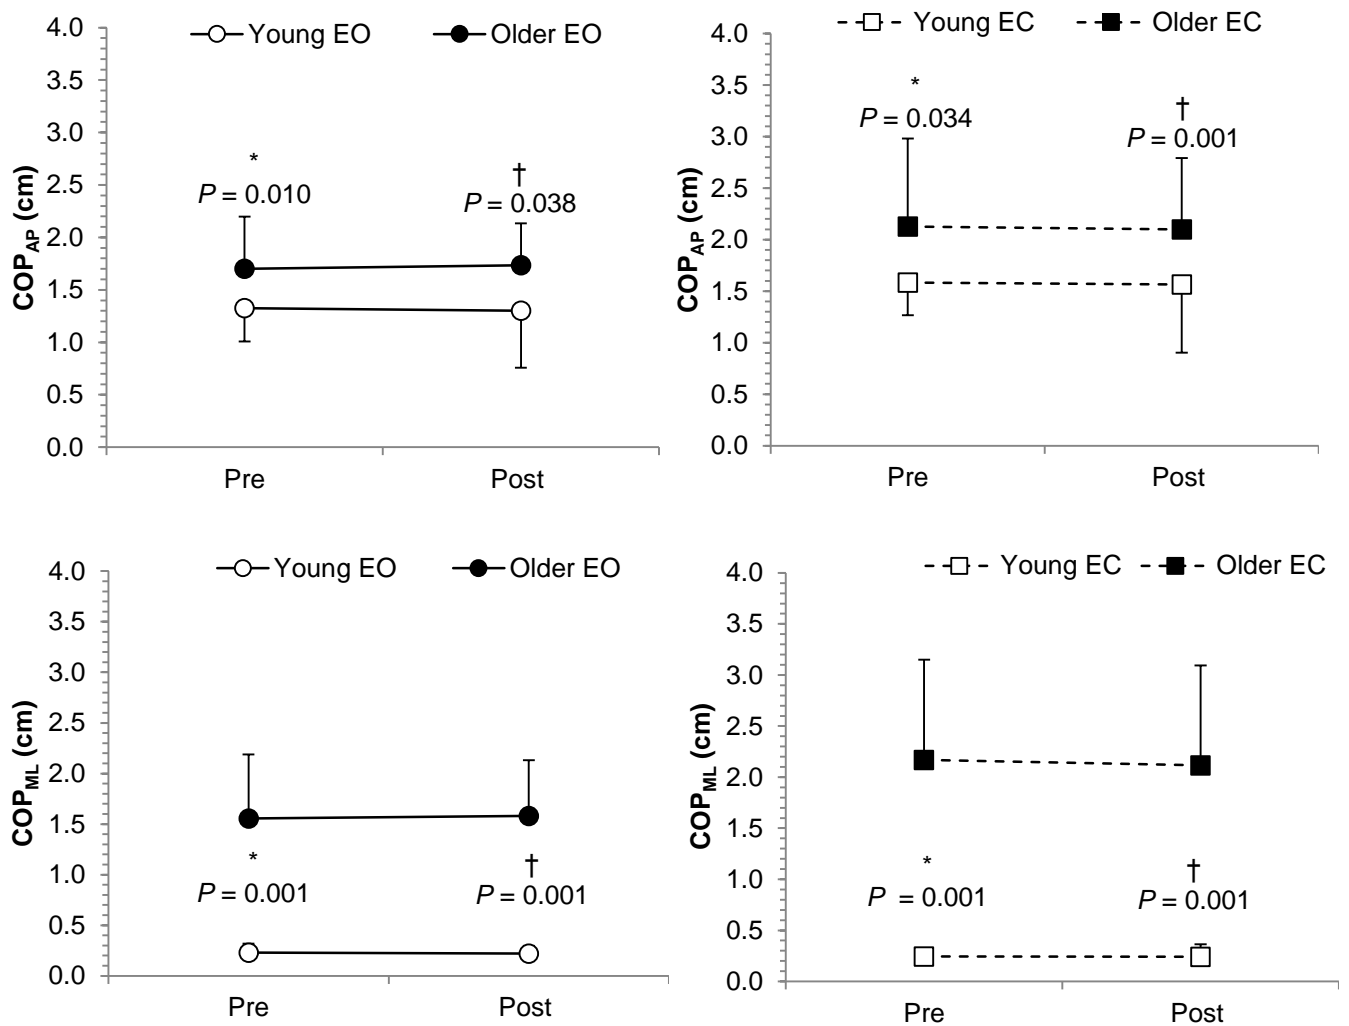 Young EO Older EO
4.0
3.5
3.0
2.5
2.0
1.5
1.0
0.5
0.0
COP_AP (cm)
*
P = 0.010
†
P = 0.038
Pre Post
Young EC Older EC
4.0
3.5
3.0
2.5
2.0
1.5
1.0
0.5
0.0
COP_AP (cm)
*
P = 0.034
†
P = 0.001
Pre Post
Young EO Older EO
4.0
3.5
3.0
2.5
2.0
1.5
1.0
0.5
0.0
COP_ML (cm)
*
P = 0.001
†
P = 0.001
Pre Post
Young EC Older EC
4.0
3.5
3.0
2.5
2.0
1.5
1.0
0.5
0.0
COP_ML (cm)
*
P = 0.001
†
P = 0.001
Pre Post